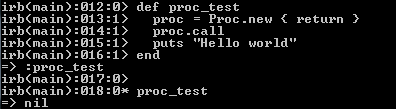 irb(main):012:0> def proc_test
irb(main):013:1>   proc = Proc.new { return }
irb(main):014:1>   proc.call
irb(main):015:1>   puts "Hello world"
irb(main):016:1> end
=> :proc_test
irb(main):017:0>
irb(main):018:0* proc_test
=> nil